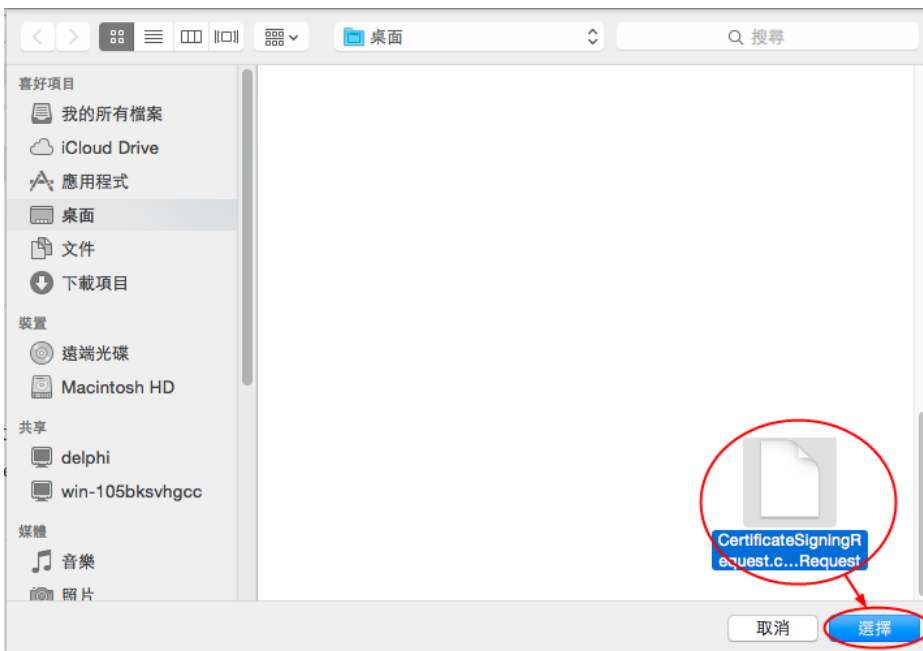 桌面
搜尋
喜好項目
我的所有檔案
iCloud Drive
應用程式
桌面
文件
下載項目
裝置
遠端光碟
Macintosh HD
共享
delphi
win-105bksvhgcc
媒體
音樂
照片
CertificateSigningR
equest.c...Request
取消
選擇